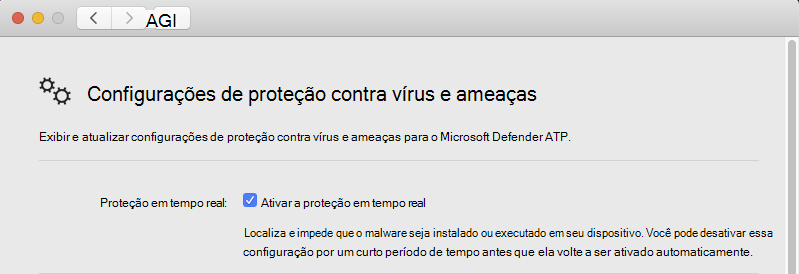 AGI
Configurações de proteção contra vírus e ameaças
Exibir e atualizar configurações de proteção contra vírus e ameaças para o Microsoft Defender ATP.
Proteção em tempo real: Ativar a proteção em tempo real
Localiza e impede que o malware seja instalado ou executado em seu dispositivo. Você pode desativar essa
configuração por um curto período de tempo antes que ela volte a ser ativado automaticamente.